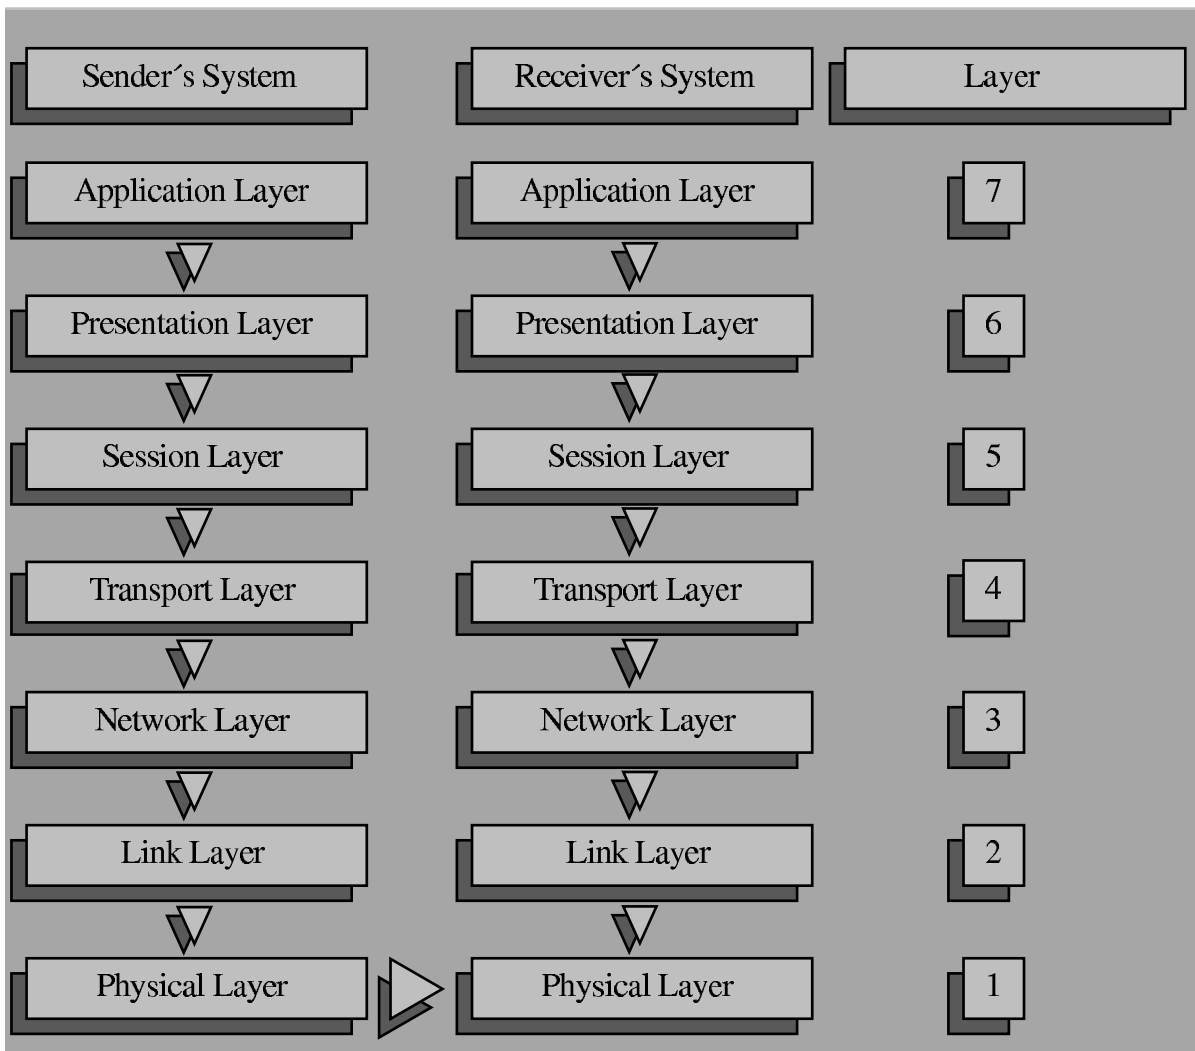 Sender´s System Receiver´s System Layer
Application Layer Application Layer 7
Presentation Layer Presentation Layer 6
Session Layer Session Layer 5
Transport Layer Transport Layer 4
Network Layer Network Layer 3
Link Layer Link Layer 2
Physical Layer Physical Layer 1